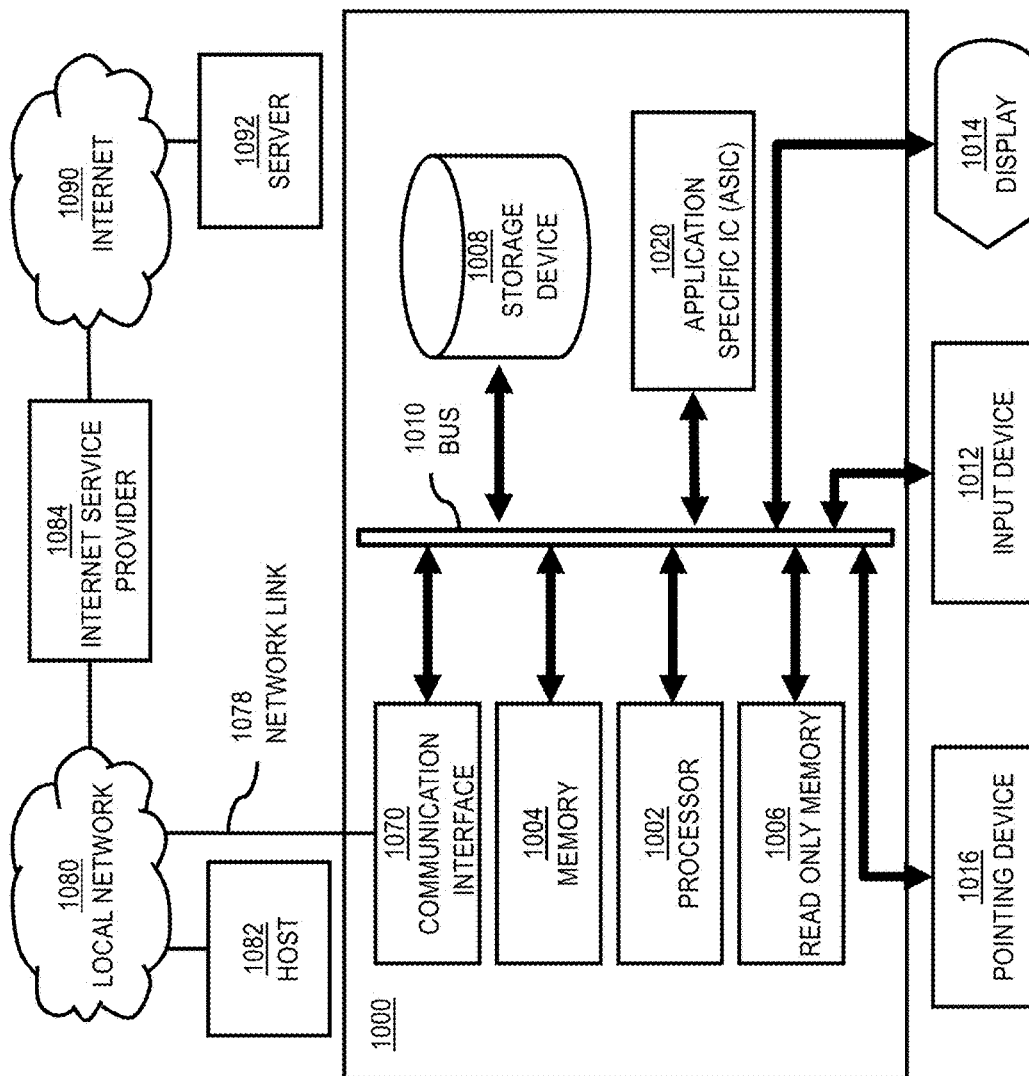 1080
LOCAL NETWORK
1084
INTERNET SERVICE
PROVIDER
1090
INTERNET
1082
HOST
1078
NETWORK LINK
1092
SERVER
1000
1070
COMMUNICATION
INTERFACE
1004
MEMORY
1002
PROCESSOR
1006
READ ONLY MEMORY
1010
BUS
1008
STORAGE
DEVICE
1020
APPLICATION
SPECIFIC IC (ASIC)
1016
POINTING DEVICE
1012
INPUT DEVICE
1014
DISPLAY